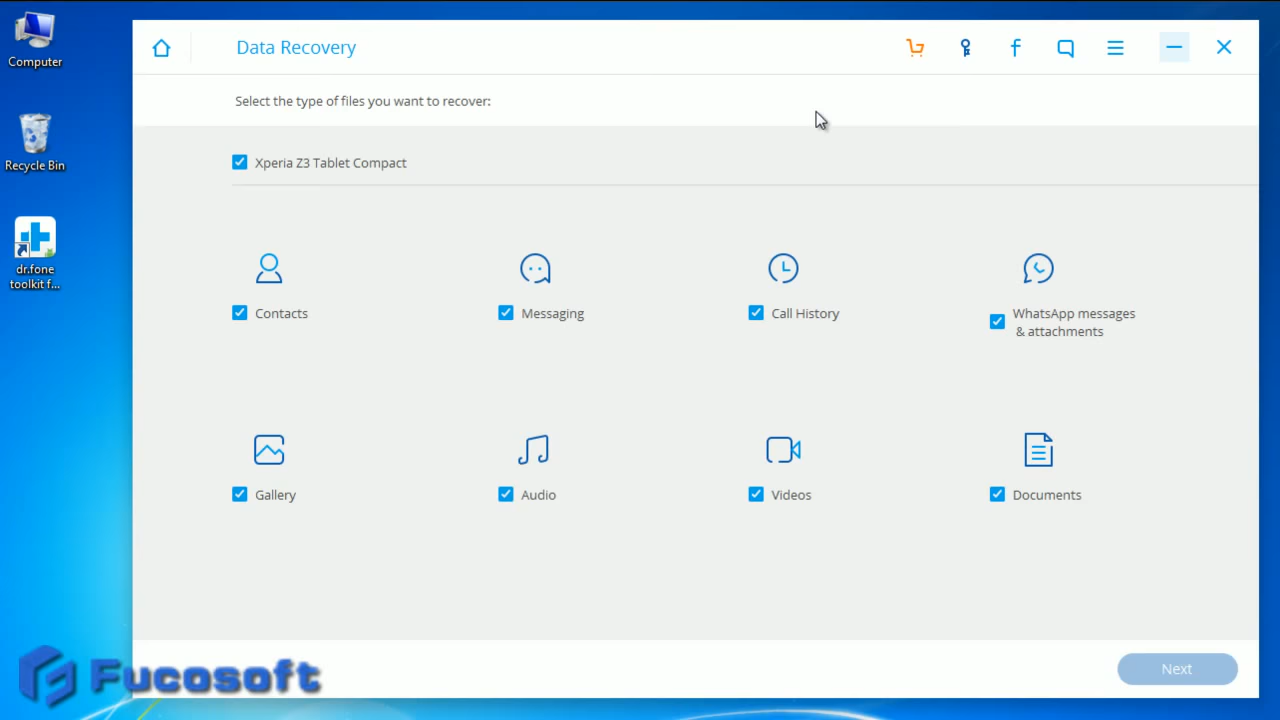 Computer
Recycle Bin
dr.fone
toolkit f...
Data Recovery
Select the type of files you want to recover:
Xperia Z3 Tablet Compact
Contacts
Messaging
Call History
WhatsApp messages
& attachments
Gallery
Audio
Videos
Documents
Next
Fucosoft